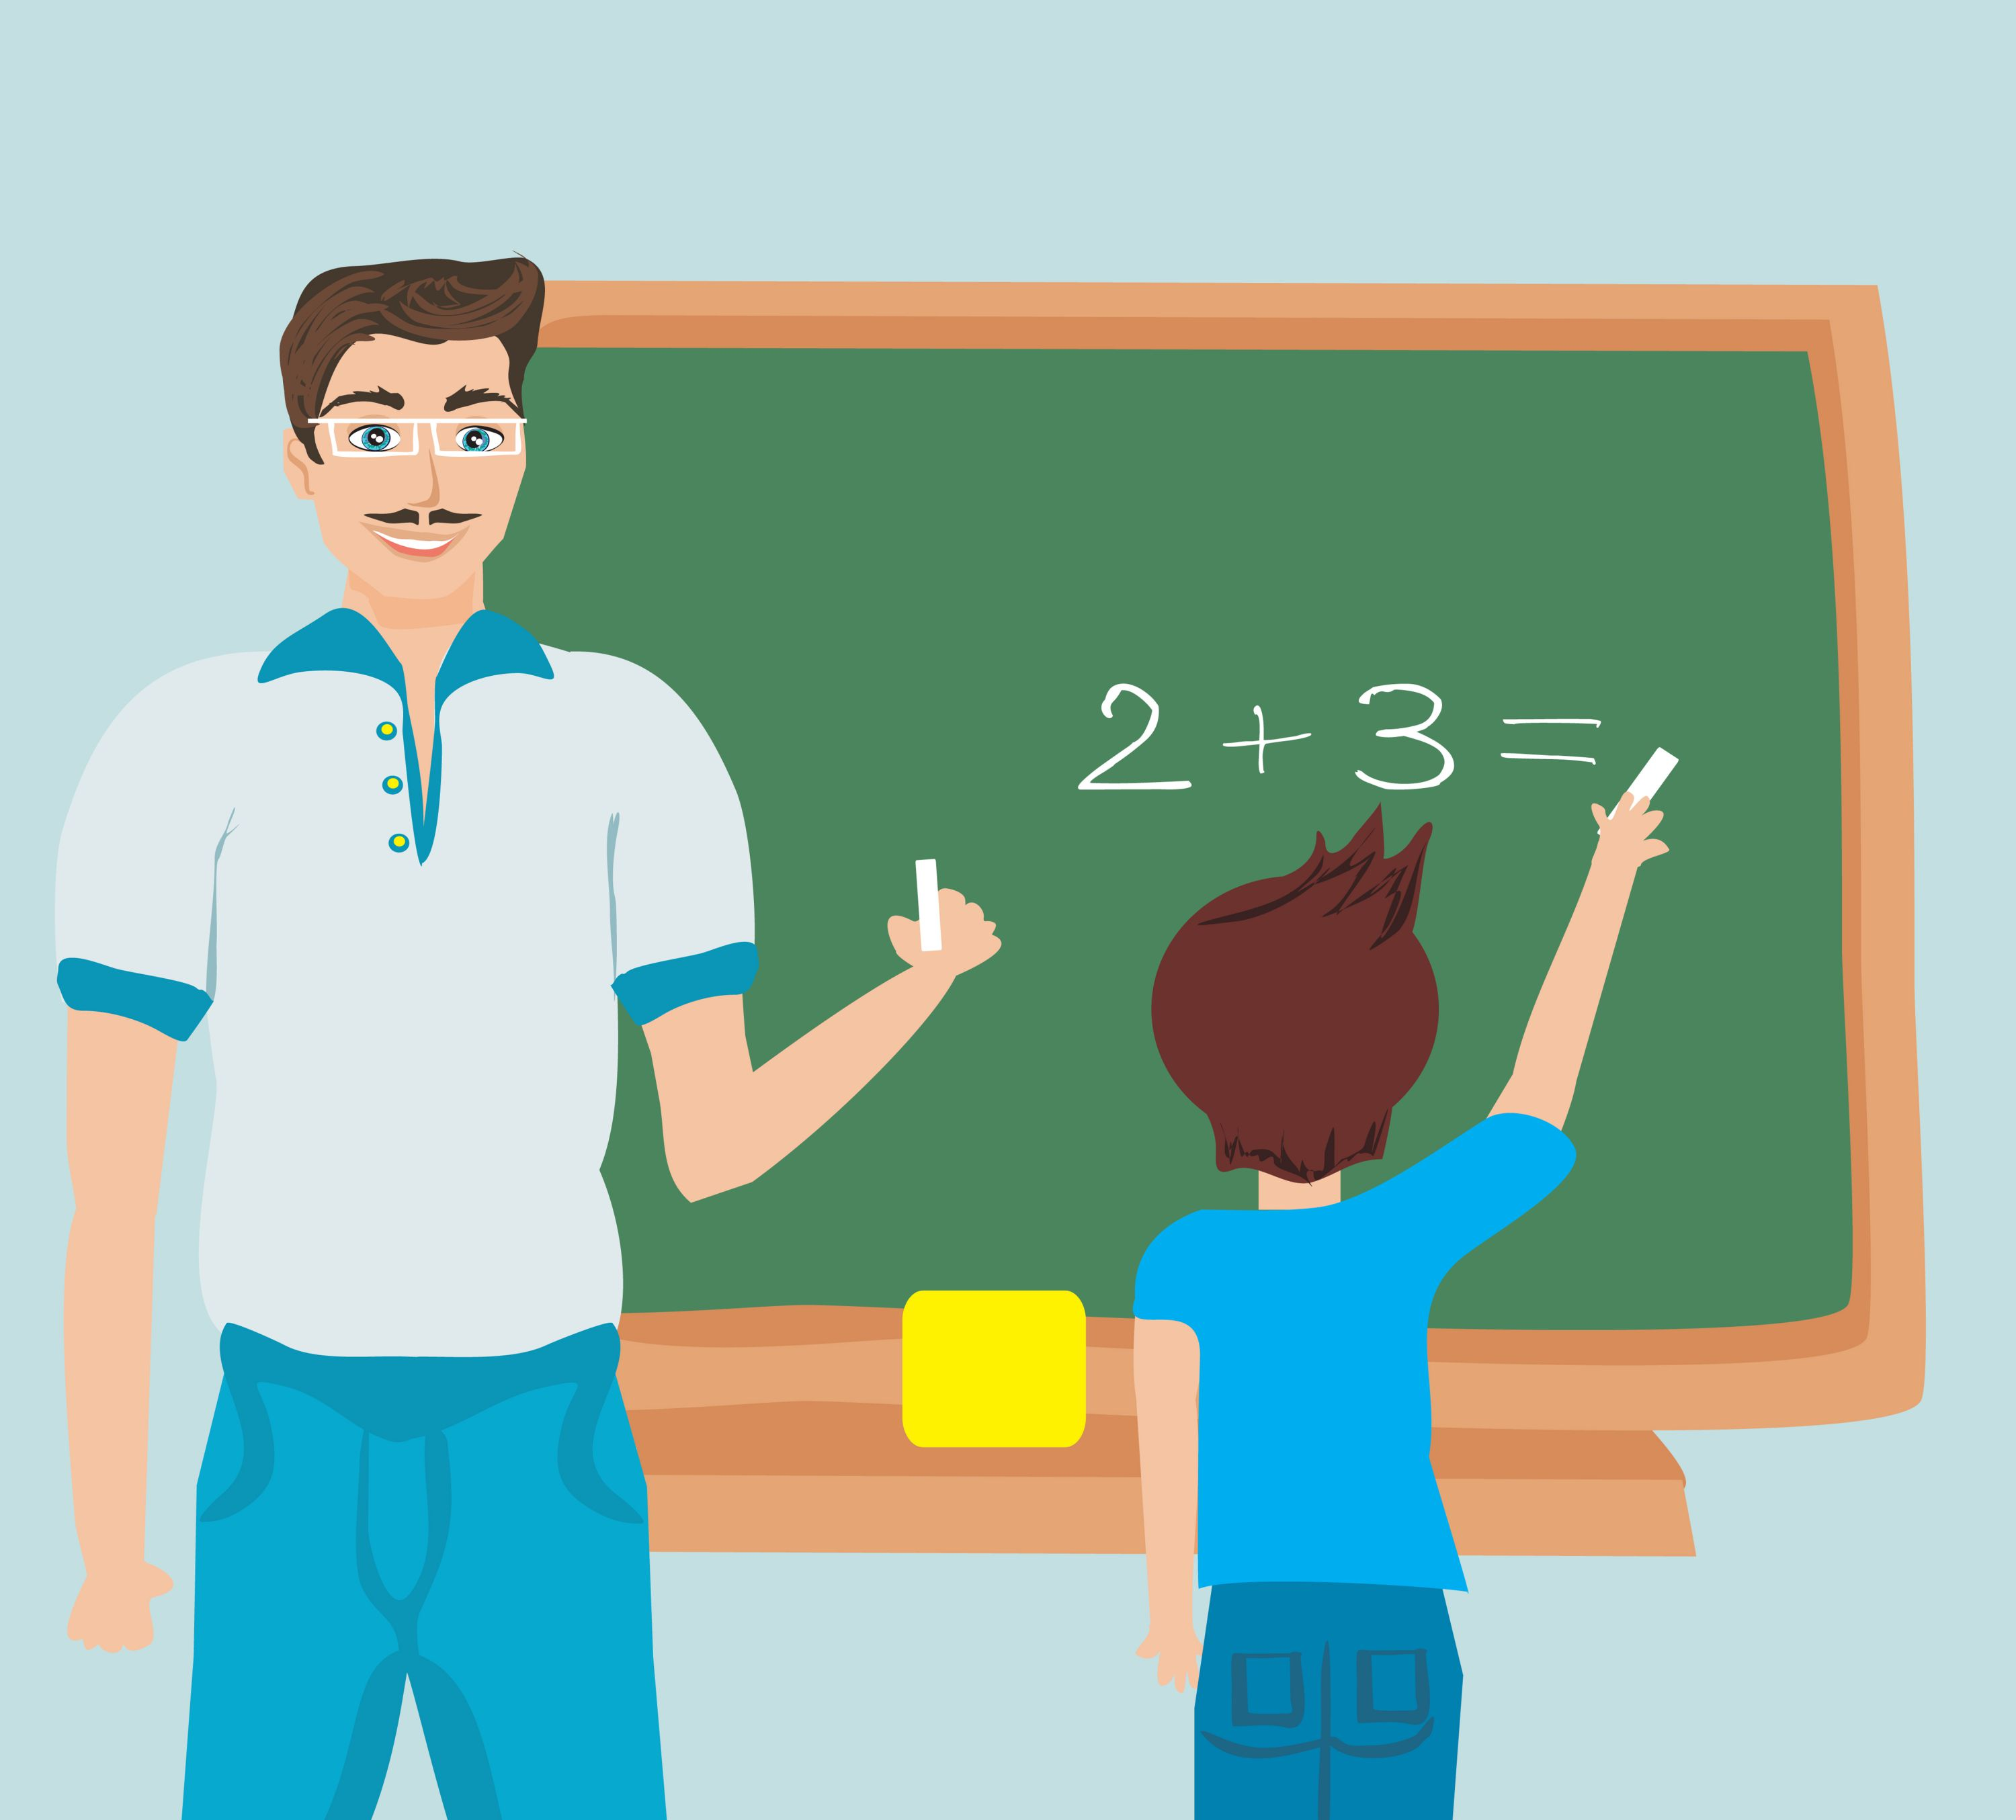 2 + 3 =